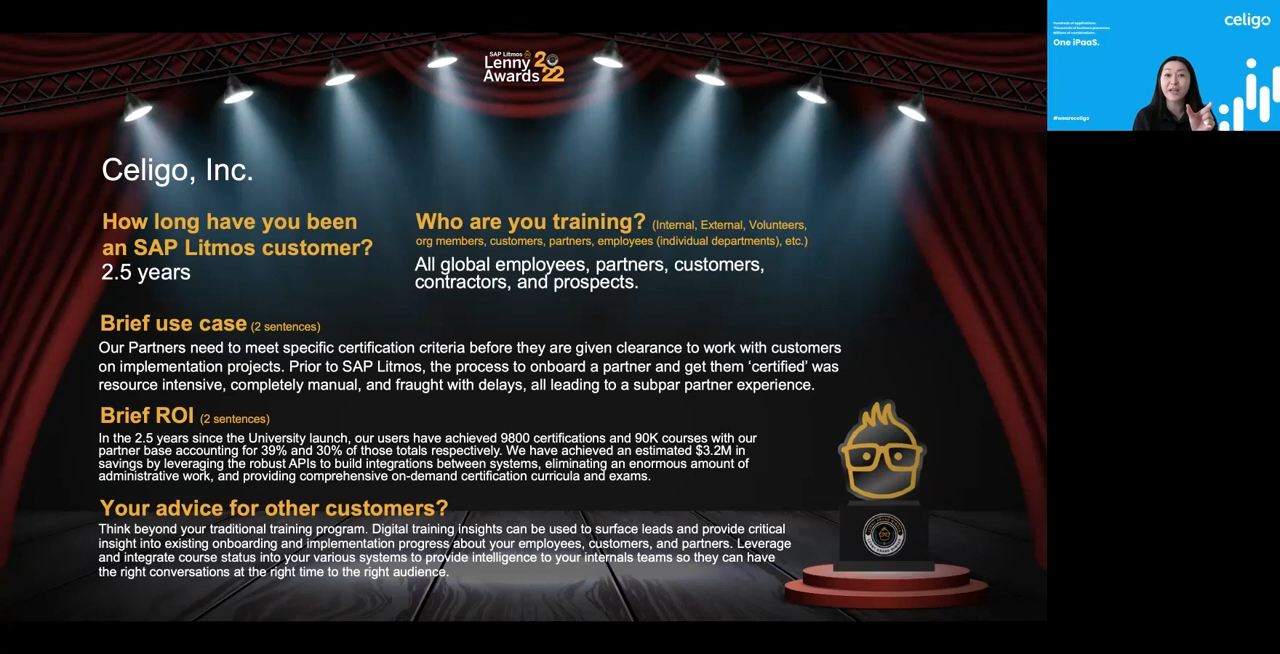 SAP Litmos
Lenny
Awards
2022
Celigo, Inc.
How long have you been
an SAP Litmos customer?
2.5 years
Who are you training? (Internal, External, Volunteers,
org members, customers, partners, employees (individual departments), etc.)
All global employees, partners, customers,
contractors, and prospects.
Brief use case (2 sentences)
Our Partners need to meet specific certification criteria before they are given clearance to work with customers
on implementation projects. Prior to SAP Litmos, the process to onboard a partner and get them ‘certified’ was
resource intensive, completely manual, and fraught with delays, all leading to a subpar partner experience.
Brief ROI (2 sentences)
In the 2.5 years since the University launch, our users have achieved 9800 certifications and 90K courses with our
partner base accounting for 39% and 30% of those totals respectively. We have achieved an estimated $3.2M in
savings by leveraging the robust APIs to build integrations between systems, eliminating an enormous amount of
administrative work, and providing comprehensive on-demand certification curricula and exams.
Your advice for other customers?
Think beyond your traditional training program. Digital training insights can be used to surface leads and provide critical
insight into existing onboarding and implementation progress about your employees, customers, and partners. Leverage
and integrate course status into your various systems to provide intelligence to your internals teams so they can have
the right conversations at the right time to the right audience.
Hundreds of applications.
Thousands of business processes.
Millions of combinations.
One iPaaS.
celigo
#weareceligo